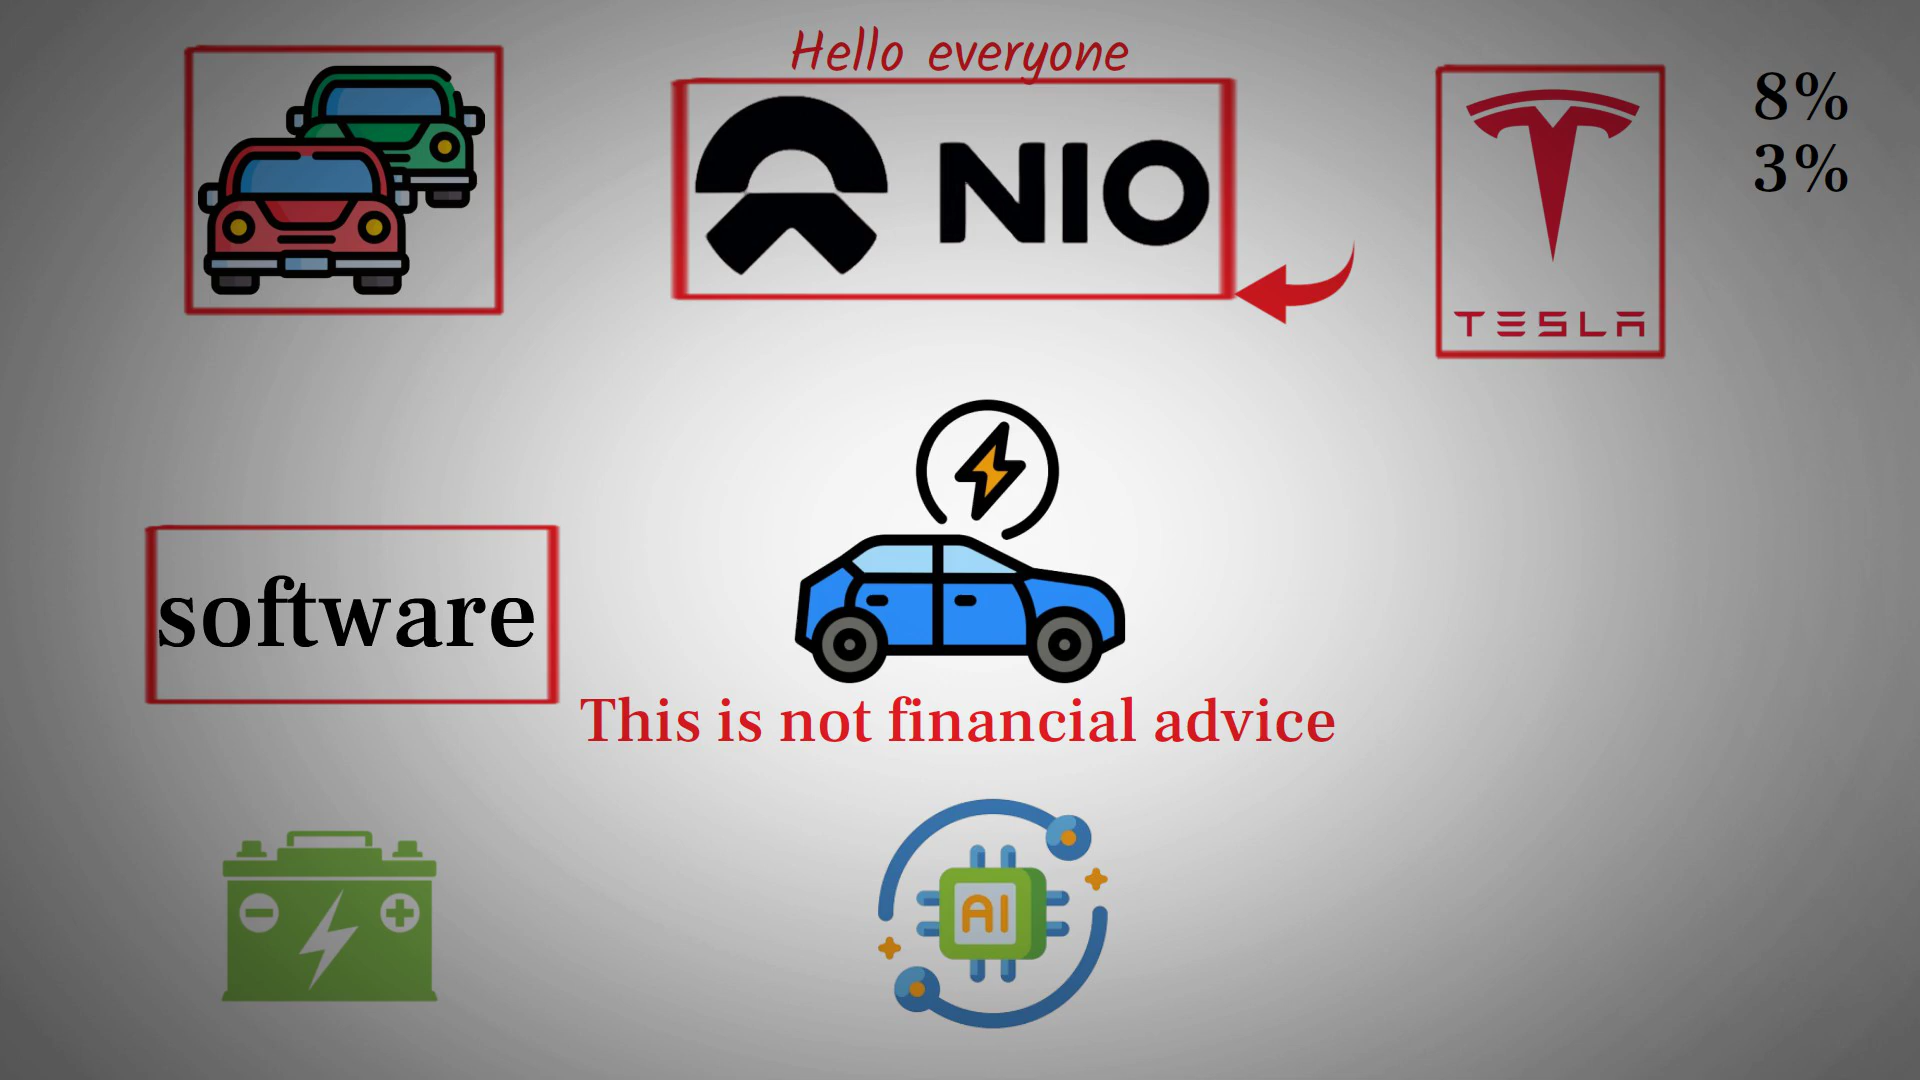 Hello everyone
NIO
TESLA
8%
3%
software
This is not financial advice
AI